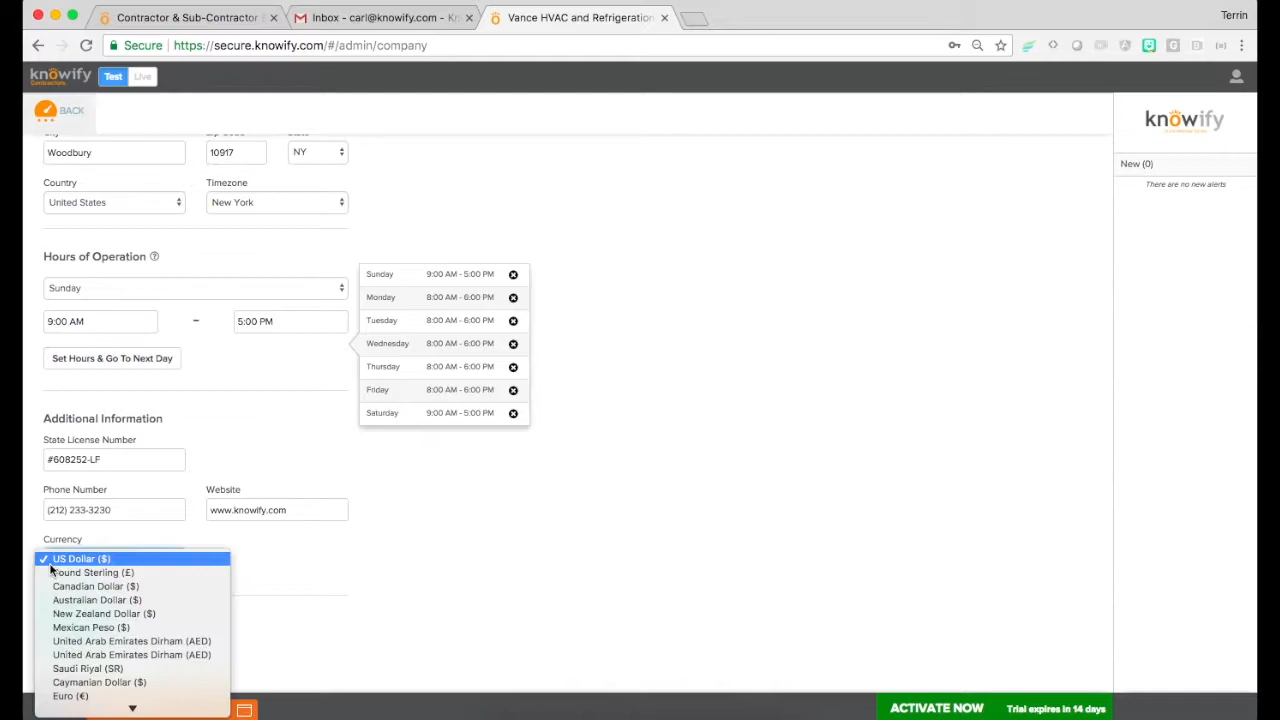 Contractor & Sub-Contractor
Inbox - carl@knowify.com - Kn
Vance HVAC and Refrigeration
Terrin
Secure
https://secure.knowify.com/#/admin/company
knowify
Contractors
Test
Live
BACK
knowify
New (0)
There are no new alerts
Woodbury
10917
NY
Country
Timezone
United States
New York
Hours of Operation
Sunday
9:00 AM
–
5:00 PM
Set Hours & Go To Next Day
Sunday 9:00 AM - 5:00 PM
Monday 8:00 AM - 6:00 PM
Tuesday 8:00 AM - 6:00 PM
Wednesday 8:00 AM - 6:00 PM
Thursday 8:00 AM - 6:00 PM
Friday 8:00 AM - 6:00 PM
Saturday 9:00 AM - 5:00 PM
Additional Information
State License Number
#608252-LF
Phone Number
Website
(212) 233-3230
www.knowify.com
Currency
✓ US Dollar ($)
Pound Sterling (£)
Canadian Dollar ($)
Australian Dollar ($)
New Zealand Dollar ($)
Mexican Peso ($)
United Arab Emirates Dirham (AED)
United Arab Emirates Dirham (AED)
Saudi Riyal (SR)
Caymanian Dollar ($)
Euro (€)
ACTIVATE NOW
Trial expires in 14 days